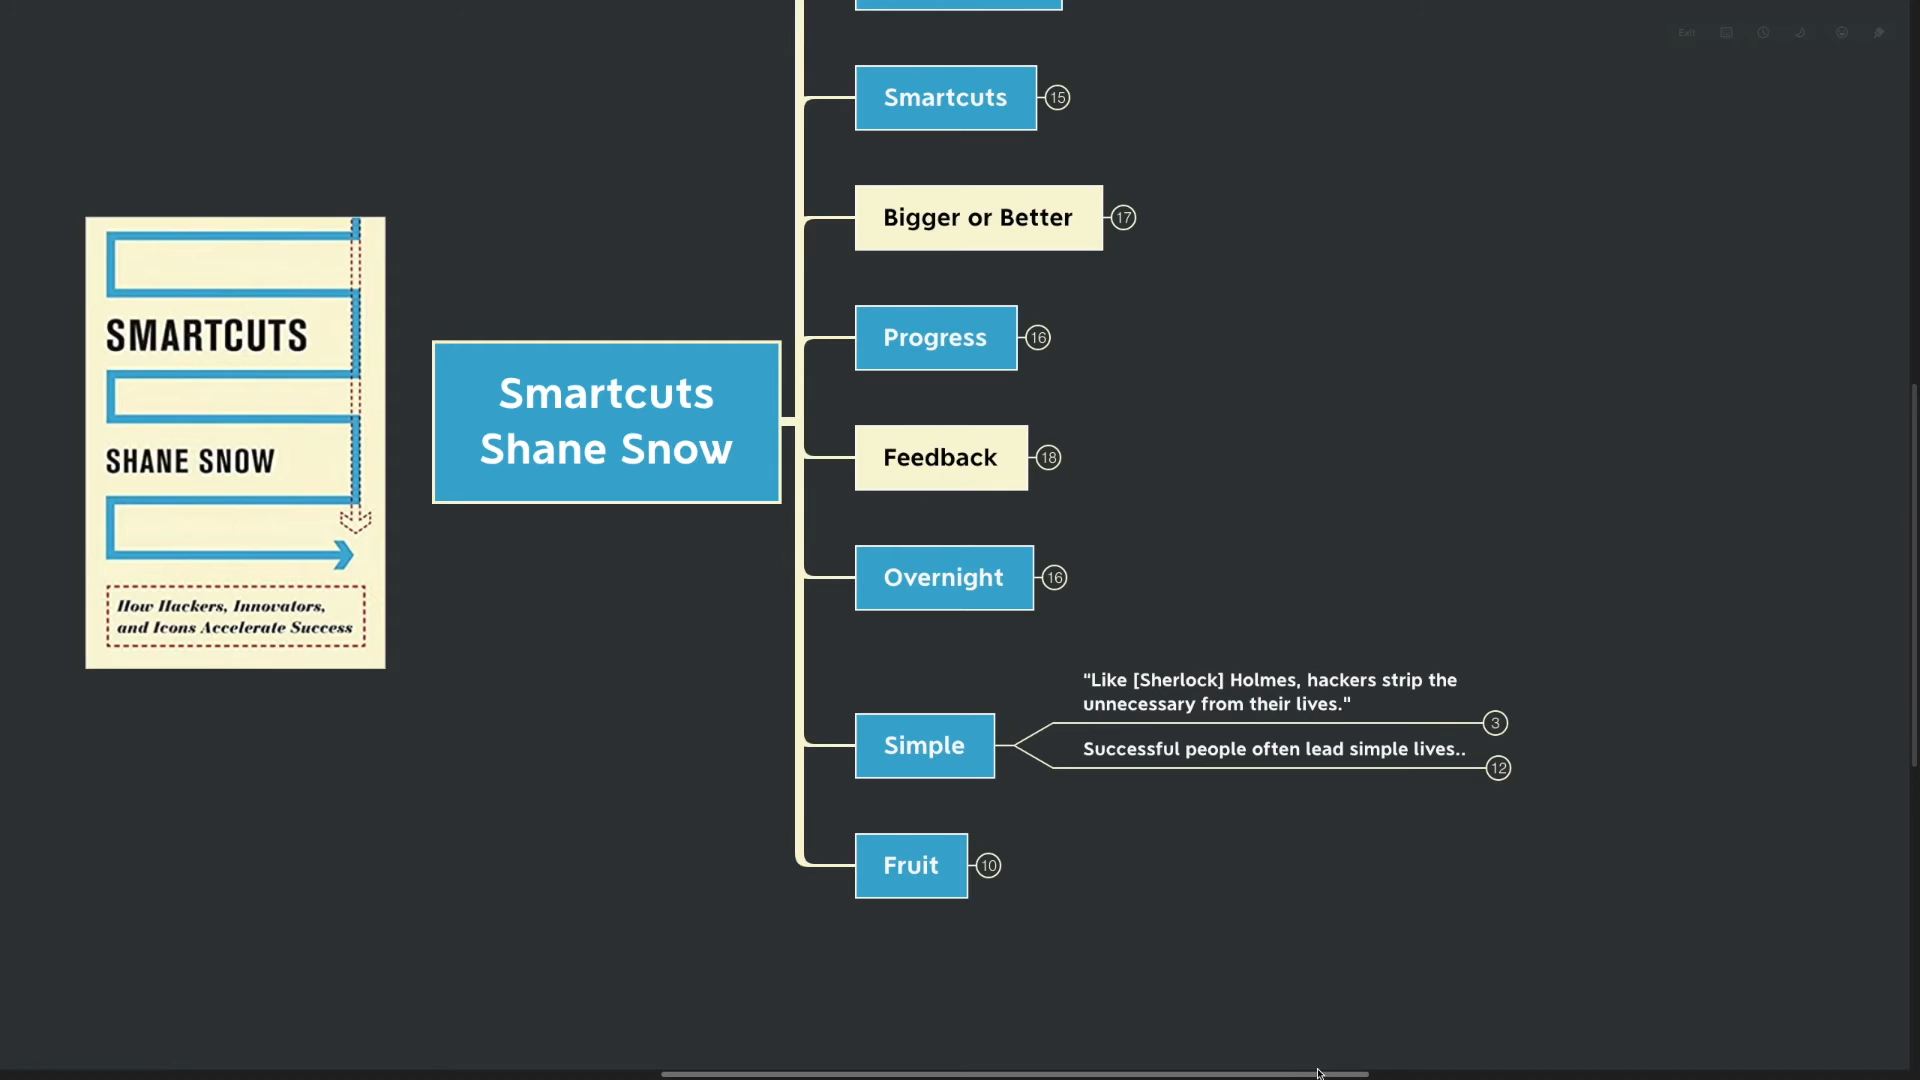 Exit
Smartcuts
15
Bigger or Better
17
SMARTCUTS
SHANE SNOW
How Hackers, Innovators,
and Icons Accelerate Success
Smartcuts
Shane Snow
Progress
16
Feedback
18
Overnight
16
"Like [Sherlock] Holmes, hackers strip the
unnecessary from their lives."
3
Simple
Successful people often lead simple lives..
12
Fruit
10